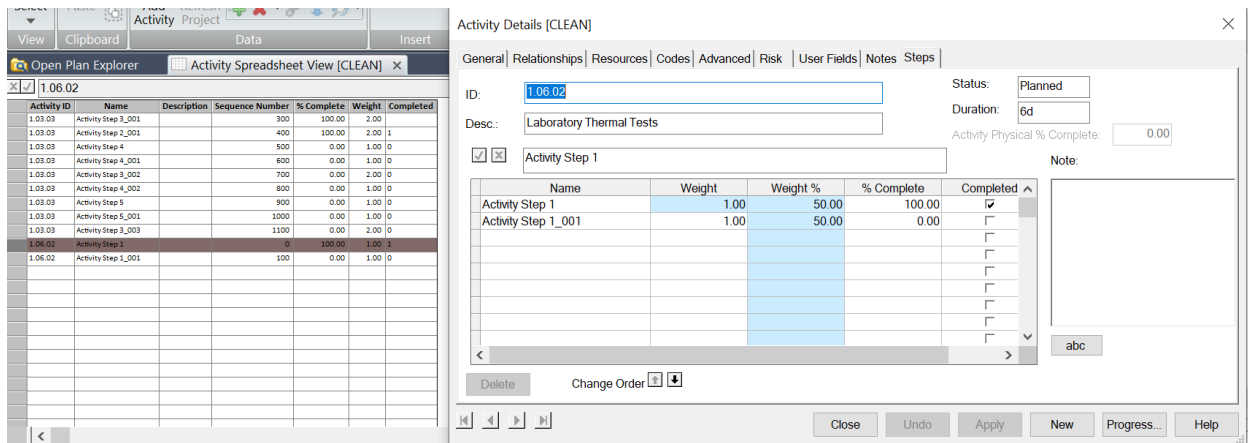 Select
Paste
Add
Refresh
Activity
Project
View
Clipboard
Data
Insert
Open Plan Explorer
Activity Spreadsheet View [CLEAN]
1.06.02
Activity ID Name Description Sequence Number % Complete Weight Completed
1.03.03 Activity Step 3_001 300 100.00 2.00
1.03.03 Activity Step 2_001 400 100.00 2.00 1
1.03.03 Activity Step 4 500 0.00 1.00 0
1.03.03 Activity Step 4_001 600 0.00 1.00 0
1.03.03 Activity Step 3_002 700 0.00 2.00 0
1.03.03 Activity Step 4_002 800 0.00 1.00 0
1.03.03 Activity Step 5 900 0.00 1.00 0
1.03.03 Activity Step 5_001 1000 0.00 1.00 0
1.03.03 Activity Step 3_003 1100 0.00 2.00 0
1.06.02 Activity Step 1 0 100.00 1.00 1
1.06.02 Activity Step 1_001 100 0.00 1.00 0
Activity Details [CLEAN]
General Relationships Resources Codes Advanced Risk User Fields Notes Steps
ID: 1.06.02
Status: Planned
Duration: 6d
Desc.: Laboratory Thermal Tests
Activity Physical % Complete: 0.00
Activity Step 1
Note:
Name Weight Weight % % Complete Completed
Activity Step 1 1.00 50.00 100.00
Activity Step 1_001 1.00 50.00 0.00
abc
Delete
Change Order
Close Undo Apply New Progress... Help